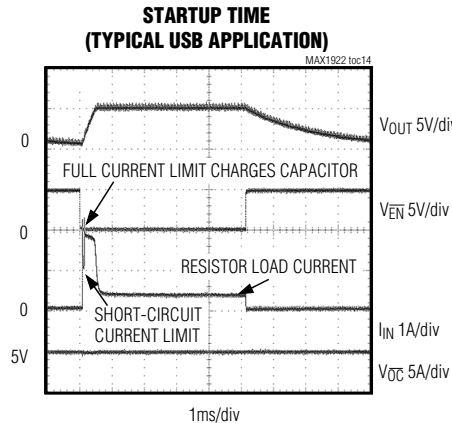 STARTUP TIME
(TYPICAL USB APPLICATION)
MAX1922 toc14
0
VOUT 5V/div
FULL CURRENT LIMIT CHARGES CAPACITOR
VEN 5V/div
0
RESISTOR LOAD CURRENT
0
SHORT-CIRCUIT
CURRENT LIMIT
IIN 1A/div
5V
VOC 5A/div
1ms/div